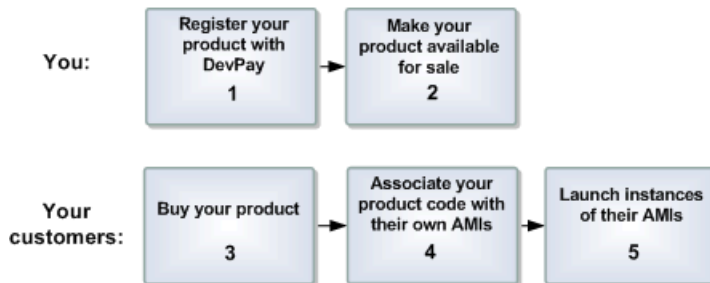 You:
Register your
product with
DevPay
1
Make your
product available
for sale
2
Your
customers:
Buy your product
3
Associate your
product code with
their own AMIs
4
Launch instances
of their AMIs
5